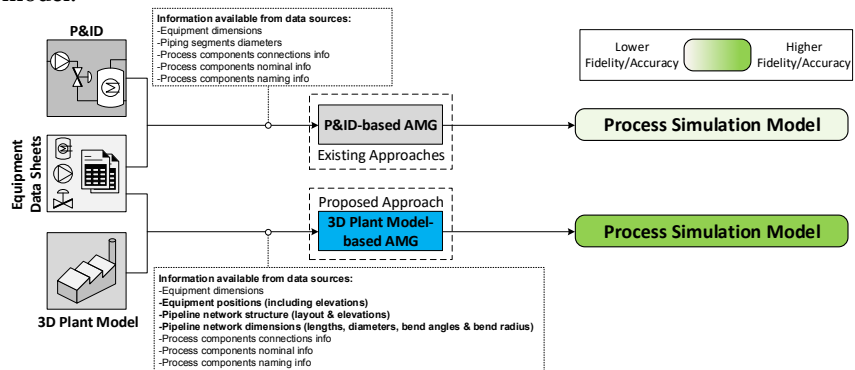 model.
P&ID
Information available from data sources:
-Equipment dimensions
-Piping segments diameters
-Process components connections info
-Process components nominal info
-Process components naming info
Lower
Fidelity/Accuracy
Higher
Fidelity/Accuracy
P&ID-based AMG
Existing Approaches
Process Simulation Model
Equipment
Data Sheets
Proposed Approach
3D Plant Model-
based AMG
Process Simulation Model
3D Plant Model
Information available from data sources:
-Equipment dimensions
-Equipment positions (including elevations)
-Pipeline network structure (layout & elevations)
-Pipeline network dimensions (lengths, diameters, bend angles & bend radius)
-Process components connections info
-Process components nominal info
-Process components naming info